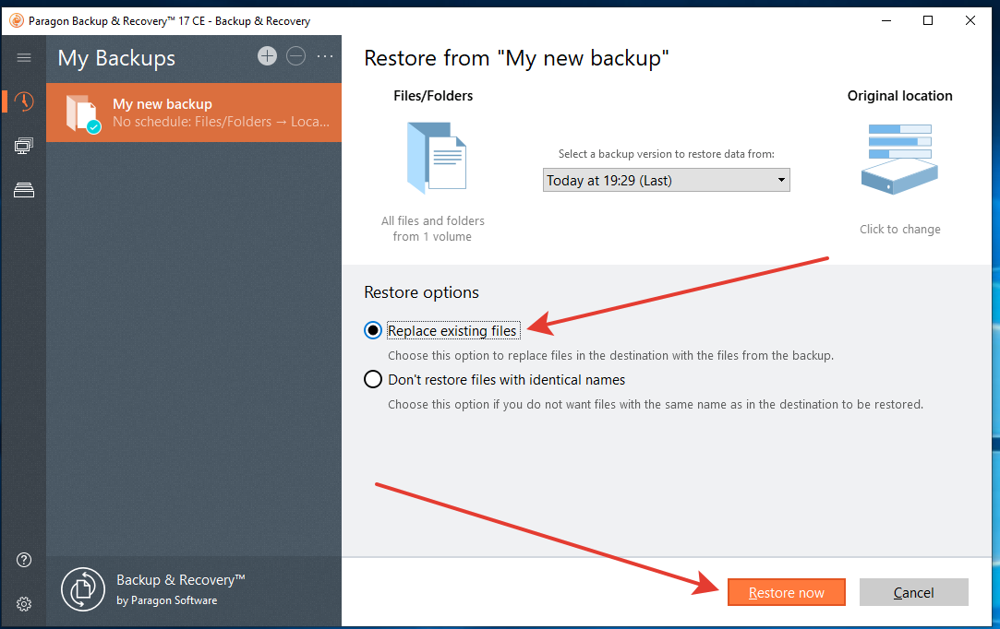 Paragon Backup & Recovery™ 17 CE - Backup & Recovery
My Backups
My new backup
No schedule: Files/Folders → Loca...
Backup & Recovery™
by Paragon Software
Restore from "My new backup"
Files/Folders
All files and folders
from 1 volume
Select a backup version to restore data from:
Today at 19:29 (Last)
Original location
Click to change
Restore options
Replace existing files
Choose this option to replace files in the destination with the files from the backup.
Don't restore files with identical names
Choose this option if you do not want files with the same name as in the destination to be restored.
Restore now
Cancel